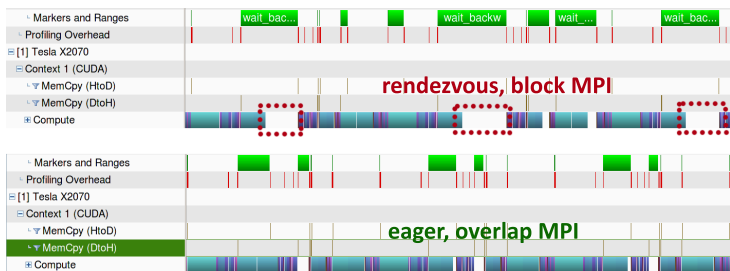 Markers and Ranges wait_bac... wait_backw wait_... wait_bac...
Profiling Overhead
[1] Tesla X2070
Context 1 (CUDA)
MemCpy (HtoD)
rendezvous, block MPI
MemCpy (DtoH)
Compute
Markers and Ranges
Profiling Overhead
[1] Tesla X2070
Context 1 (CUDA)
MemCpy (HtoD)
eager, overlap MPI
MemCpy (DtoH)
Compute